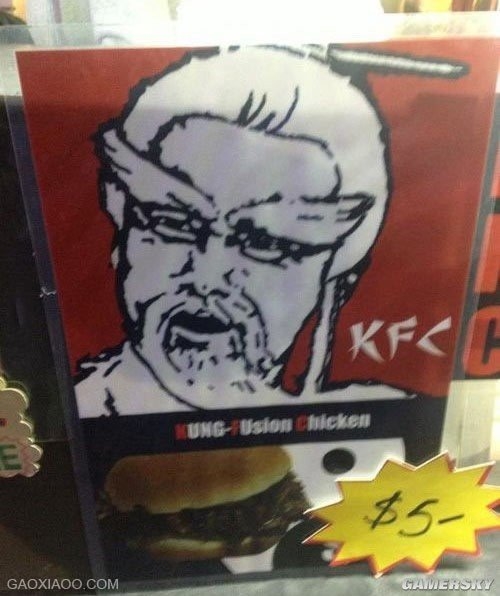 KFC
KUNG-FUsion Chicken
$5-
GAOXIAOO.COM
GAMERSKY